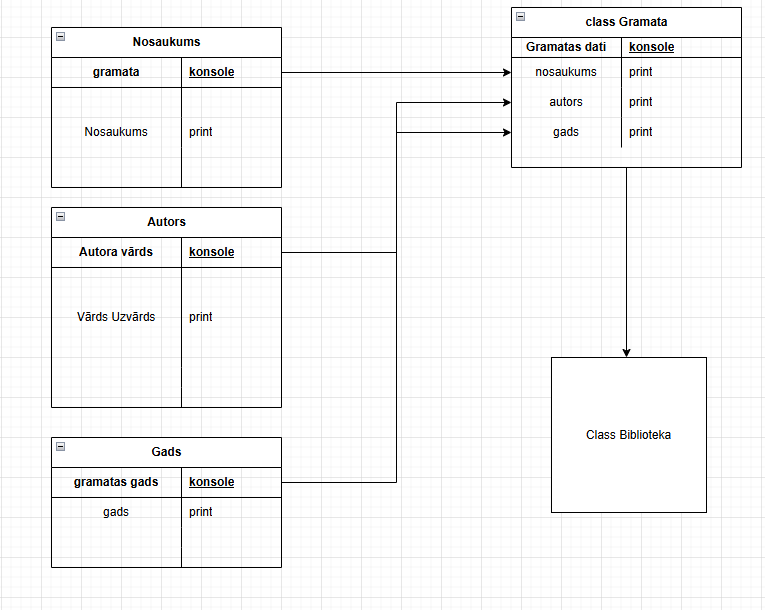 Nosaukums
gramata konsole
Nosaukums print
Autors
Autora vārds konsole
Vārds Uzvārds print
Gads
gramatas gads konsole
gads print
class Gramata
Gramatas dati konsole
nosaukums print
autors print
gads print
Class Biblioteka